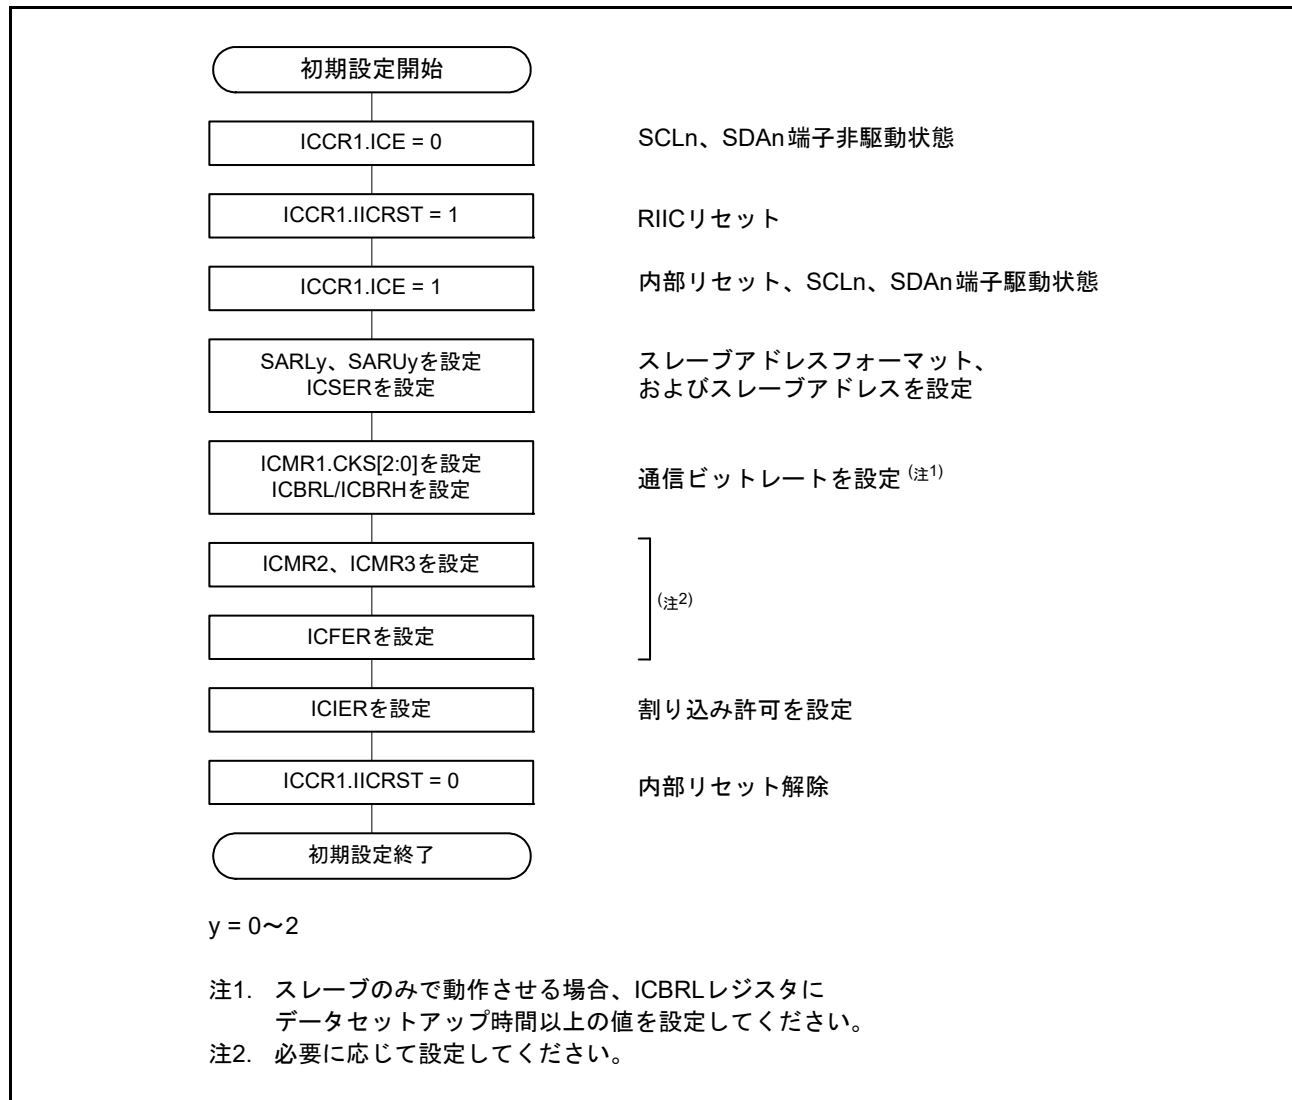 初期設定開始
ICCR1.ICE = 0
SCLn、SDAn端子非駆動状態
ICCR1.IICRST = 1
RIICリセット
ICCR1.ICE = 1
内部リセット、SCLn、SDAn端子駆動状態
SARLy、SARUyを設定
ICSERを設定
スレーブアドレスフォーマット、
およびスレーブアドレスを設定
ICMR1.CKS[2:0]を設定
ICBRL/ICBRHを設定
通信ビットレートを設定 (注1)
ICMR2、ICMR3を設定
(注2)
ICFERを設定
ICIERを設定
割り込み許可を設定
ICCR1.IICRST = 0
内部リセット解除
初期設定終了
y = 0〜2
注1. スレーブのみで動作させる場合、ICBRLレジスタに
データセットアップ時間以上の値を設定してください。
注2. 必要に応じて設定してください。